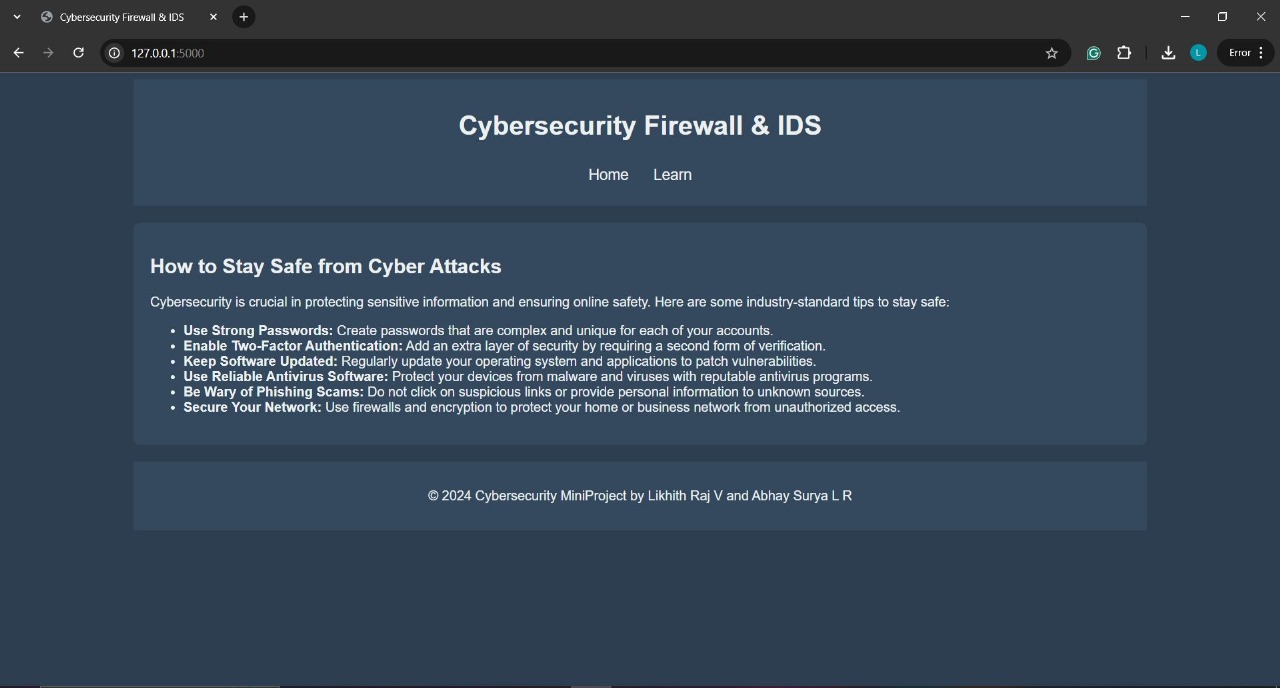 Cybersecurity Firewall & IDS
127.0.0.1:5000
L
Error
Cybersecurity Firewall & IDS
Home Learn
How to Stay Safe from Cyber Attacks
Cybersecurity is crucial in protecting sensitive information and ensuring online safety. Here are some industry-standard tips to stay safe:
• Use Strong Passwords: Create passwords that are complex and unique for each of your accounts.
• Enable Two-Factor Authentication: Add an extra layer of security by requiring a second form of verification.
• Keep Software Updated: Regularly update your operating system and applications to patch vulnerabilities.
• Use Reliable Antivirus Software: Protect your devices from malware and viruses with reputable antivirus programs.
• Be Wary of Phishing Scams: Do not click on suspicious links or provide personal information to unknown sources.
• Secure Your Network: Use firewalls and encryption to protect your home or business network from unauthorized access.
© 2024 Cybersecurity MiniProject by Likhith Raj V and Abhay Surya L R